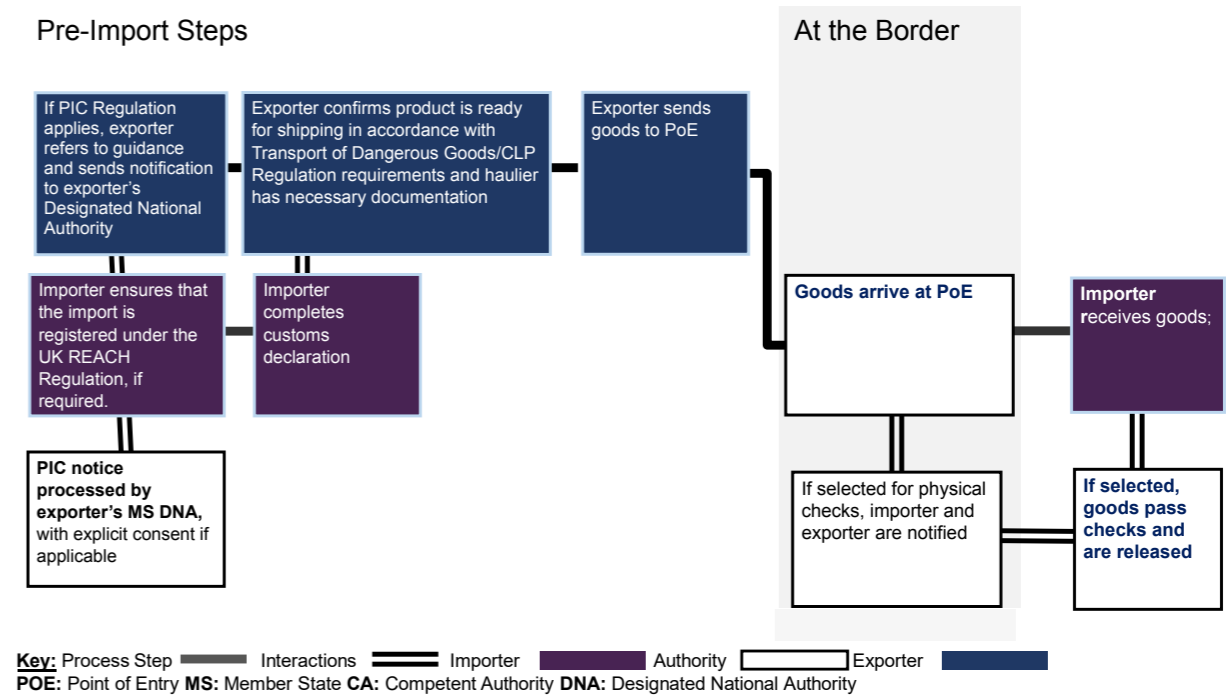 Pre-Import Steps
At the Border
If PIC Regulation
applies, exporter
refers to guidance
and sends notification
to exporter’s
Designated National
Authority
Exporter confirms product is ready
for shipping in accordance with
Transport of Dangerous Goods/CLP
Regulation requirements and haulier
has necessary documentation
Exporter sends
goods to PoE
Importer ensures that
the import is
registered under the
UK REACH
Regulation, if
required.
Importer
completes
customs
declaration
Goods arrive at PoE
Importer
receives goods;
PIC notice
processed by
exporter’s MS DNA,
with explicit consent if
applicable
If selected for physical
checks, importer and
exporter are notified
If selected,
goods pass
checks and
are released
Key: Process Step Interactions Importer Authority Exporter
POE: Point of Entry MS: Member State CA: Competent Authority DNA: Designated National Authority